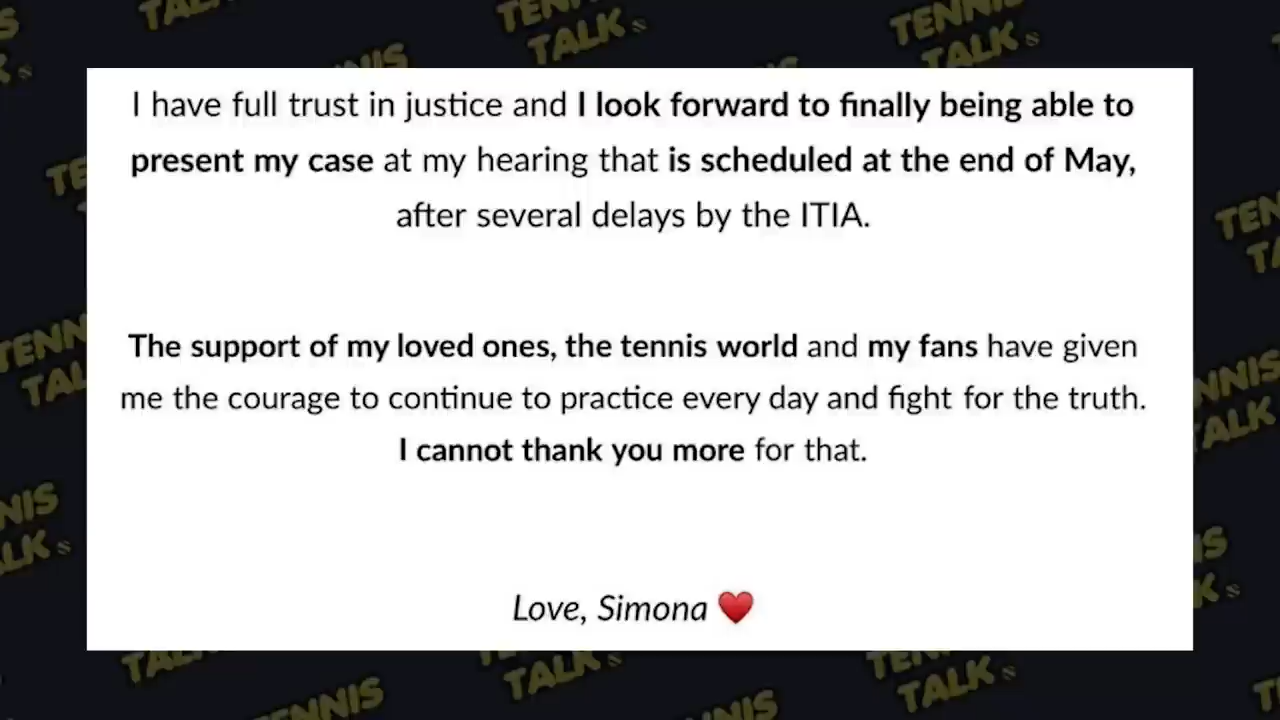 I have full trust in justice and I look forward to finally being able to
present my case at my hearing that is scheduled at the end of May,
after several delays by the ITIA.
The support of my loved ones, the tennis world and my fans have given
me the courage to continue to practice every day and fight for the truth.
I cannot thank you more for that.
Love, Simona ❤️
TENNIS
TALK